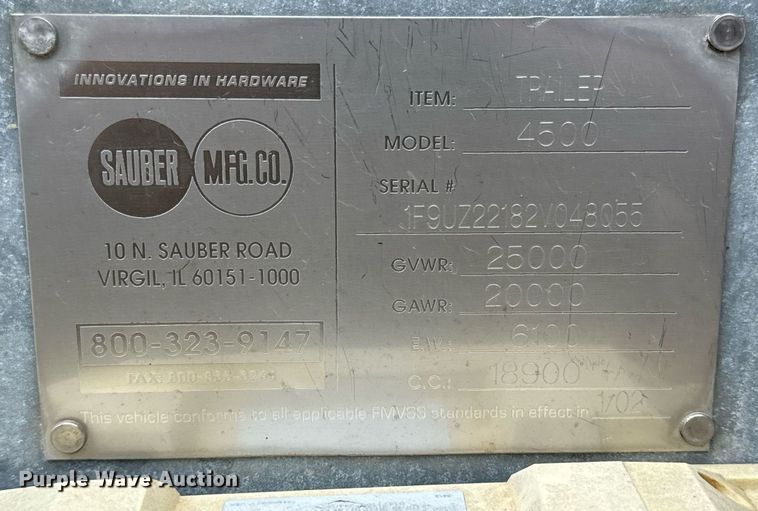 INNOVATIONS IN HARDWARE
SAUBER MFG.CO.
10 N. SAUBER ROAD
VIRGIL, IL 60151-1000
800-323-9147
FAX:
ITEM: TRAILER
MODEL: 4500
SERIAL #
1F9UZ22182V048055
GVWR: 25000
GAWR: 20000
E.W.: 6100
C.C.: 18900
This vehicle conforms to all applicable FMVSS standards in effect in 1/02
Purple Wave Auction